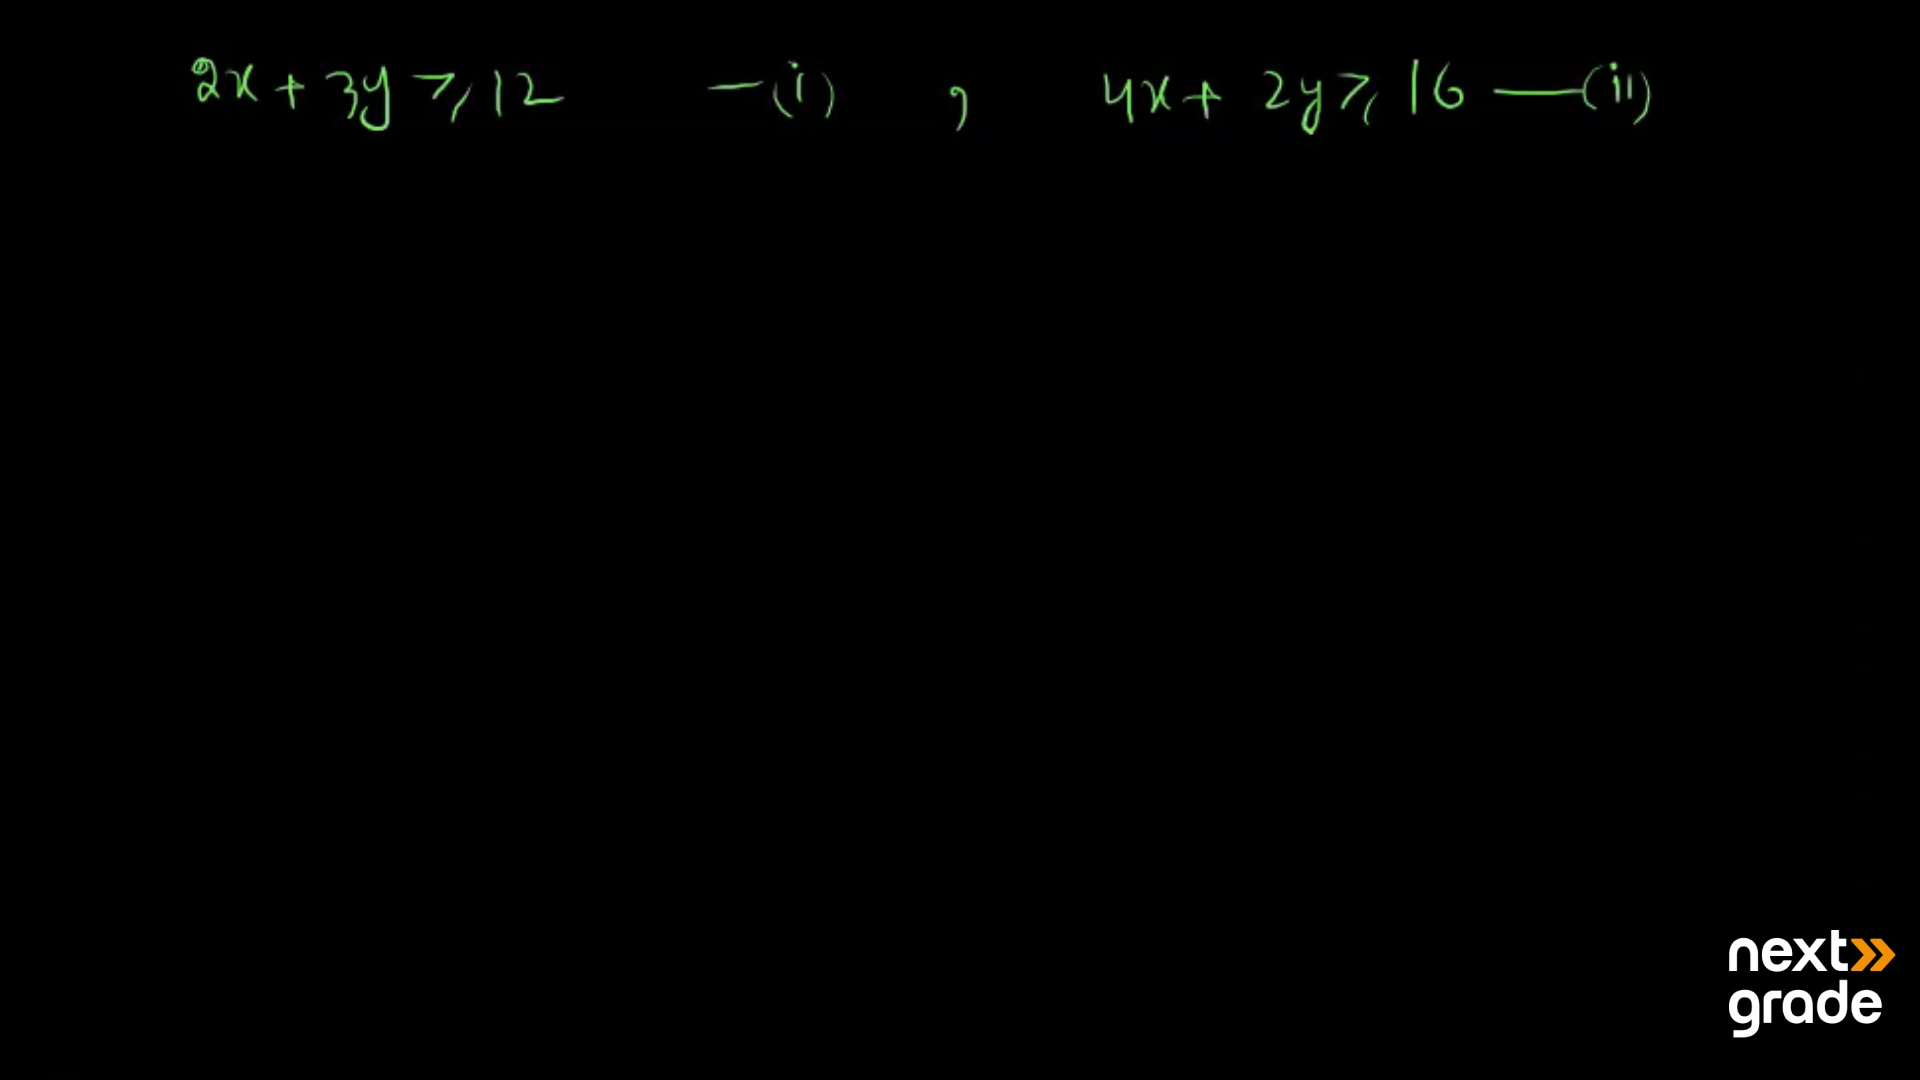 2x + 3y ⩾ 12 —(i) , 4x + 2y ⩾ 16 —(ii)
next
grade